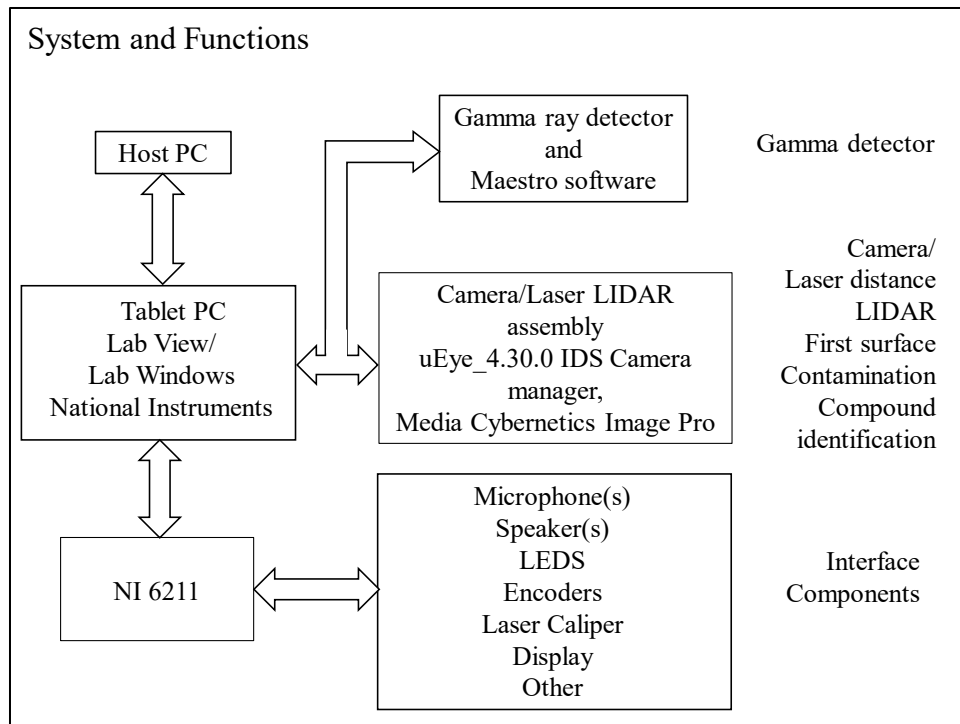 System and Functions
Host PC
Gamma ray detector
and
Maestro software
Gamma detector
Tablet PC
Lab View/
Lab Windows
National Instruments
Camera/Laser LIDAR
assembly
uEye_4.30.0 IDS Camera
manager,
Media Cybernetics Image Pro
Camera/
Laser distance
LIDAR
First surface
Contamination
Compound
identification
NI 6211
Microphone(s)
Speaker(s)
LEDS
Encoders
Laser Caliper
Display
Other
Interface
Components